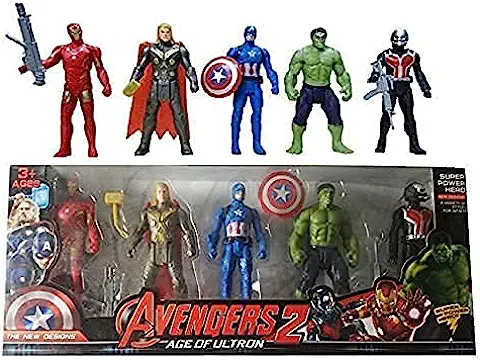 3+
AGES
SUPER
POWER
HERO
THE NEW DESIGNS
AVENGERS 2
AGE OF ULTRON